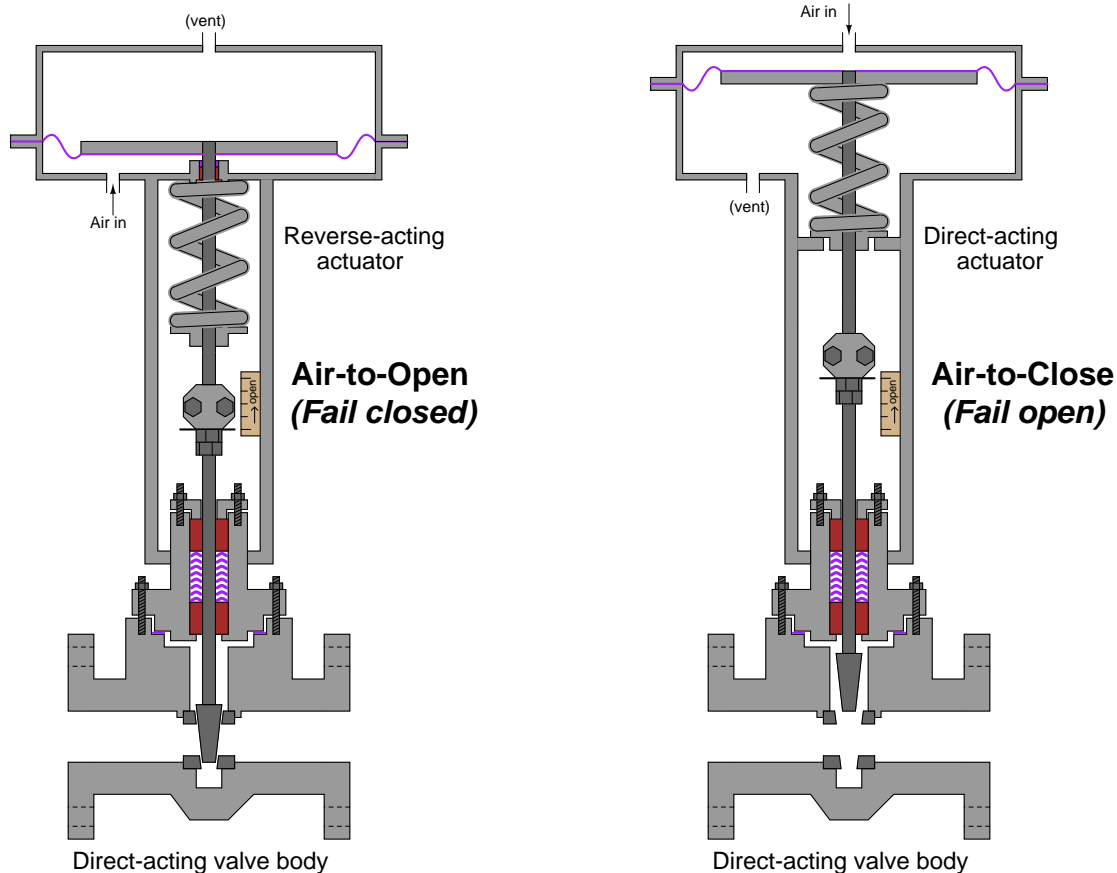 (vent)
Air in
Reverse-acting
actuator
Air-to-Open
(Fail closed)
open
Direct-acting valve body
Air in
(vent)
Direct-acting
actuator
Air-to-Close
(Fail open)
open
Direct-acting valve body